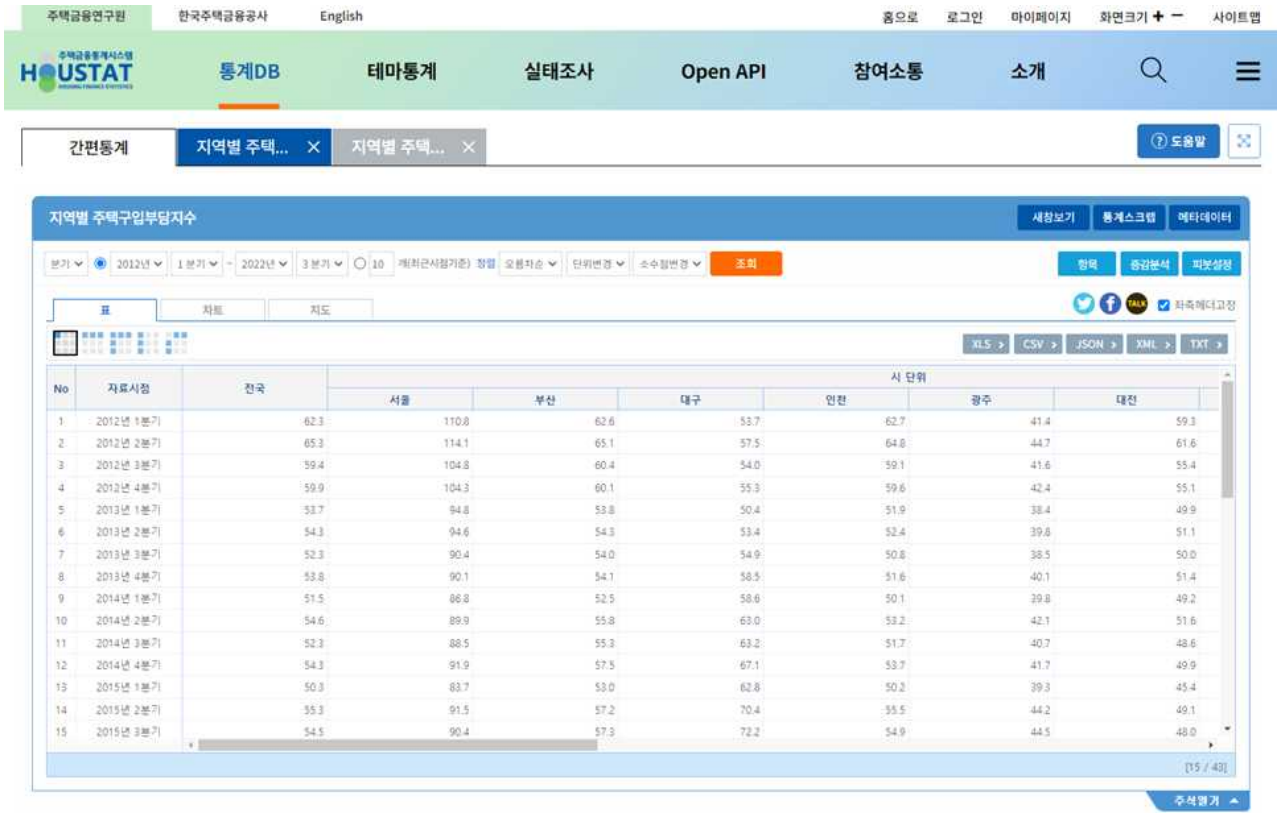 주택금융연구원 한국주택금융공사 English 홈으로 로그인 마이페이지 화면크기 + − 사이트맵
주택금융통계시스템
HOUSTAT 통계DB 테마통계 실태조사 Open API 참여소통 소개
HOUSING FINANCE STATISTICS
간편통계 지역별 주택... × 지역별 주택... × ? 도움말
지역별 주택구입부담지수 새창보기 통계스크랩 메타데이터
분기 2012년 1분기 ~ 2022년 3분기 10 개(최근시점기준) 정렬 오름차순 단위변경 소수점변경 조회 항목 증감분석 피봇설정
표 차트 지도 TALK 좌측헤더고정
XLS > CSV > JSON > XML > TXT >
No 자료시점 전국 시 단위
서울 부산 대구 인천 광주 대전
1 2012년 1분기 62.3 110.8 62.6 53.7 62.7 41.4 59.3
2 2012년 2분기 65.3 114.1 65.1 57.5 64.8 44.7 61.6
3 2012년 3분기 59.4 104.8 60.4 54.0 59.1 41.6 55.4
4 2012년 4분기 59.9 104.3 60.1 55.3 59.6 42.4 55.1
5 2013년 1분기 53.7 94.8 53.8 50.4 51.9 38.4 49.9
6 2013년 2분기 54.3 94.6 54.3 53.4 52.4 39.8 51.1
7 2013년 3분기 52.3 90.4 54.0 54.9 50.8 38.5 50.0
8 2013년 4분기 53.8 90.1 54.1 58.5 51.6 40.1 51.4
9 2014년 1분기 51.5 86.8 52.5 58.6 50.1 39.8 49.2
10 2014년 2분기 54.6 89.9 55.8 63.0 53.2 42.1 51.6
11 2014년 3분기 52.3 88.5 55.3 63.2 51.7 40.7 48.6
12 2014년 4분기 54.3 91.9 57.5 67.1 53.7 41.7 49.9
13 2015년 1분기 50.3 83.7 53.0 62.8 50.2 39.3 45.4
14 2015년 2분기 55.3 91.5 57.2 70.4 55.5 44.2 49.1
15 2015년 3분기 54.5 90.4 57.3 72.2 54.9 44.5 48.0
[15 / 43]
주석열기